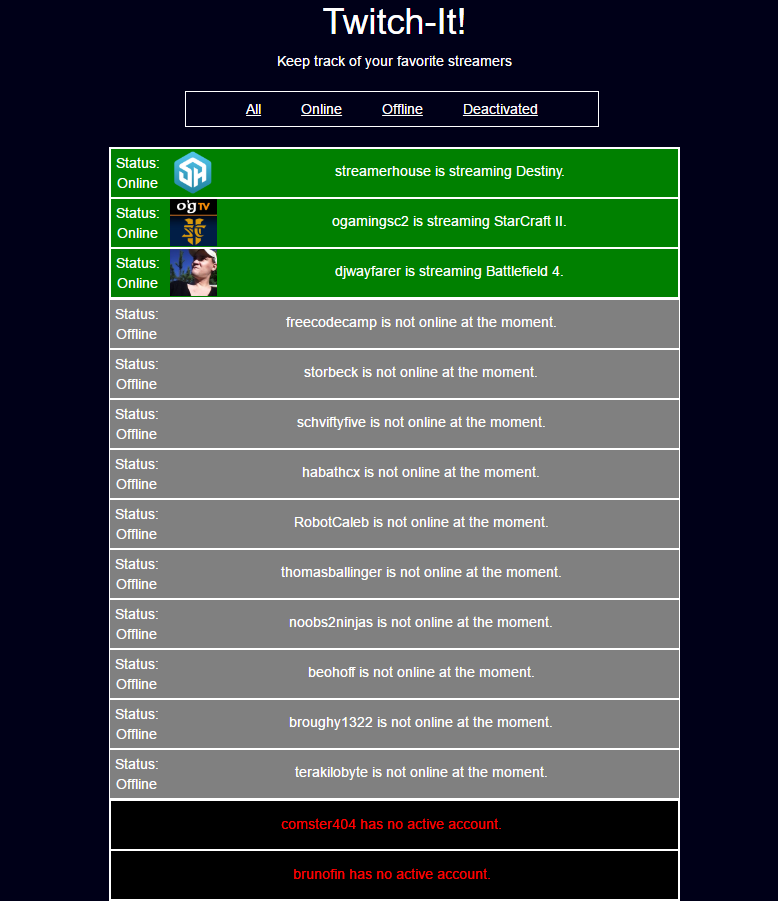 Twitch-It!
Keep track of your favorite streamers
All Online Offline Deactivated
Status:
Online
SH
streamerhouse is streaming Destiny.
Status:
Online
o'g TV
ogamingsc2 is streaming StarCraft II.
Status:
Online
djwayfarer is streaming Battlefield 4.
Status:
Offline
freecodecamp is not online at the moment.
Status:
Offline
storbeck is not online at the moment.
Status:
Offline
schviftyfive is not online at the moment.
Status:
Offline
habathcx is not online at the moment.
Status:
Offline
RobotCaleb is not online at the moment.
Status:
Offline
thomasballinger is not online at the moment.
Status:
Offline
noobs2ninjas is not online at the moment.
Status:
Offline
beohoff is not online at the moment.
Status:
Offline
broughy1322 is not online at the moment.
Status:
Offline
terakilobyte is not online at the moment.
comster404 has no active account.
brunofin has no active account.